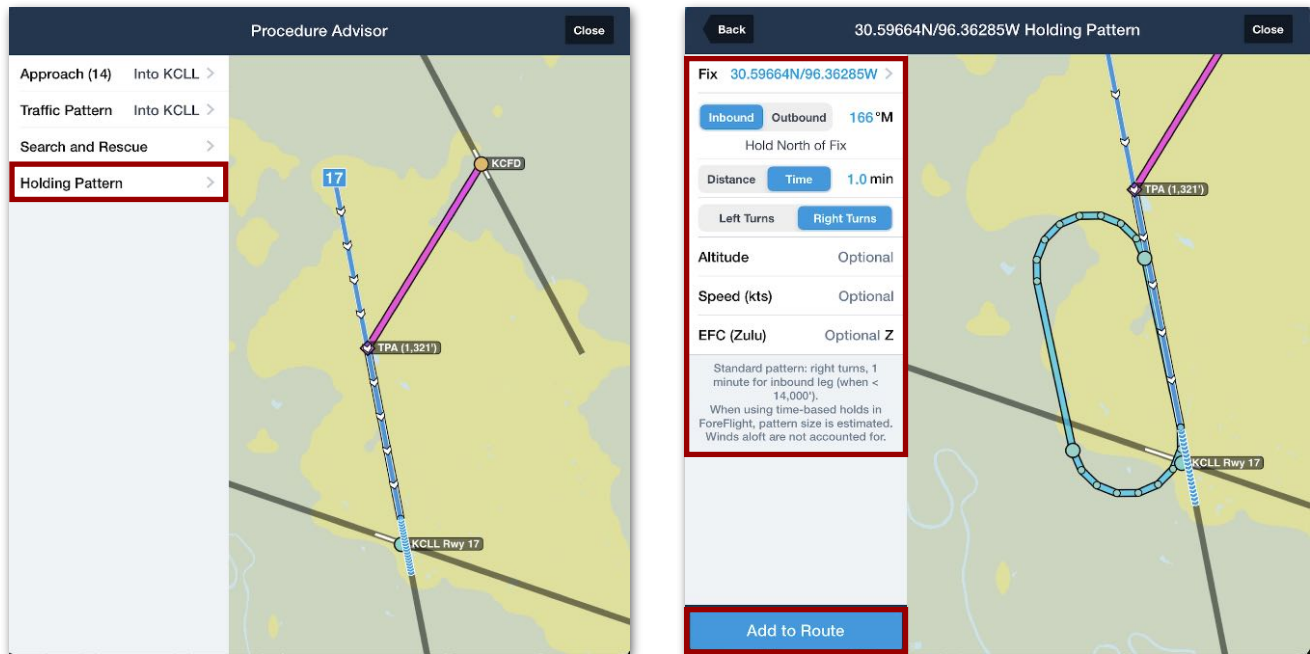 Procedure Advisor
Close
Approach (14) Into KCLL >
Traffic Pattern Into KCLL >
Search and Rescue >
Holding Pattern >
17
KCFD
TPA (1,321')
KCLL Rwy 17
Back
30.59664N/96.36285W Holding Pattern
Close
Fix 30.59664N/96.36285W >
Inbound Outbound 166°M
Hold North of Fix
Distance Time 1.0 min
Left Turns Right Turns
Altitude Optional
Speed (kts) Optional
EFC (Zulu) Optional Z
Standard pattern: right turns, 1
minute for inbound leg (when <
14,000').
When using time-based holds in
ForeFlight, pattern size is estimated.
Winds aloft are not accounted for.
Add to Route
TPA (1,321')
KCLL Rwy 17